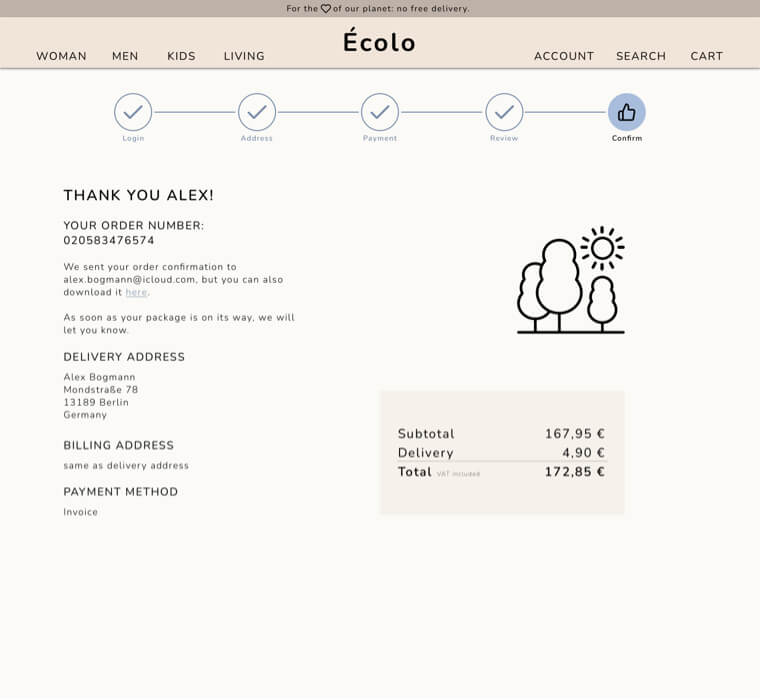 For the of our planet: no free delivery.
Écolo
WOMAN MEN KIDS LIVING ACCOUNT SEARCH CART
Login Address Payment Review Confirm
THANK YOU ALEX!
YOUR ORDER NUMBER:
020583476574
We sent your order confirmation to
alex.bogmann@icloud.com, but you can also
download it here.
As soon as your package is on its way, we will
let you know.
DELIVERY ADDRESS
Alex Bogmann
Mondstraße 78
13189 Berlin
Germany
BILLING ADDRESS
same as delivery address
PAYMENT METHOD
Invoice
Subtotal 167,95 €
Delivery 4,90 €
Total VAT included 172,85 €